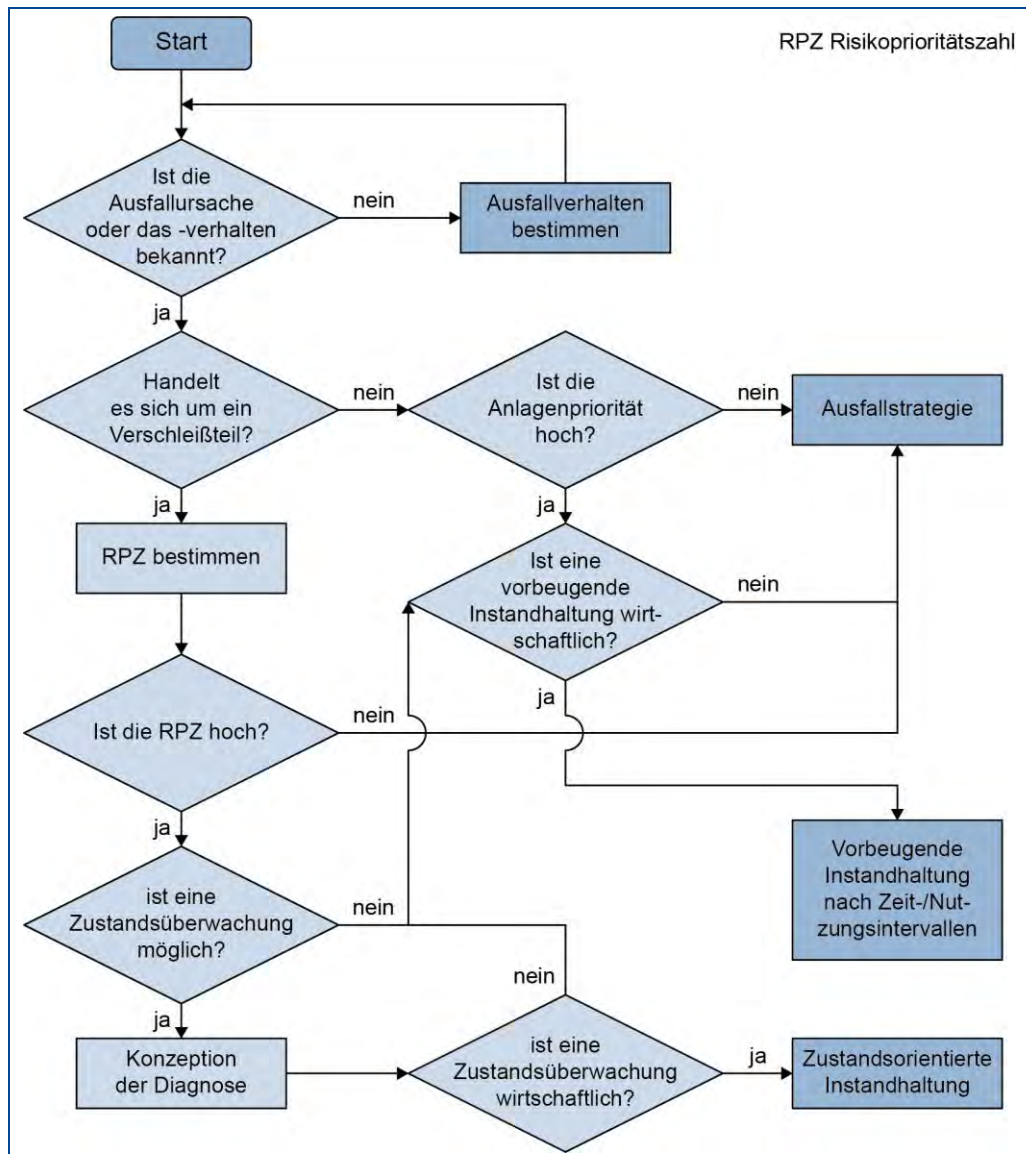 Start
RPZ Risikoprioritätszahl
Ist die
Ausfallursache
oder das -verhalten
bekannt?
nein
Ausfallverhalten
bestimmen
ja
Handelt
es sich um ein
Verschleißteil?
nein
Ist die
Anlagenpriorität
hoch?
nein
Ausfallstrategie
ja
ja
RPZ bestimmen
Ist eine
vorbeugende
Instandhaltung wirt-
schaftlich?
nein
ja
Ist die RPZ hoch?
nein
ja
Vorbeugende
Instandhaltung
nach Zeit-/Nut-
zungsintervallen
ist eine
Zustandsüberwachung
möglich?
nein
nein
ja
Konzeption
der Diagnose
ist eine
Zustandsüberwachung
wirtschaftlich?
ja
Zustandsorientierte
Instandhaltung